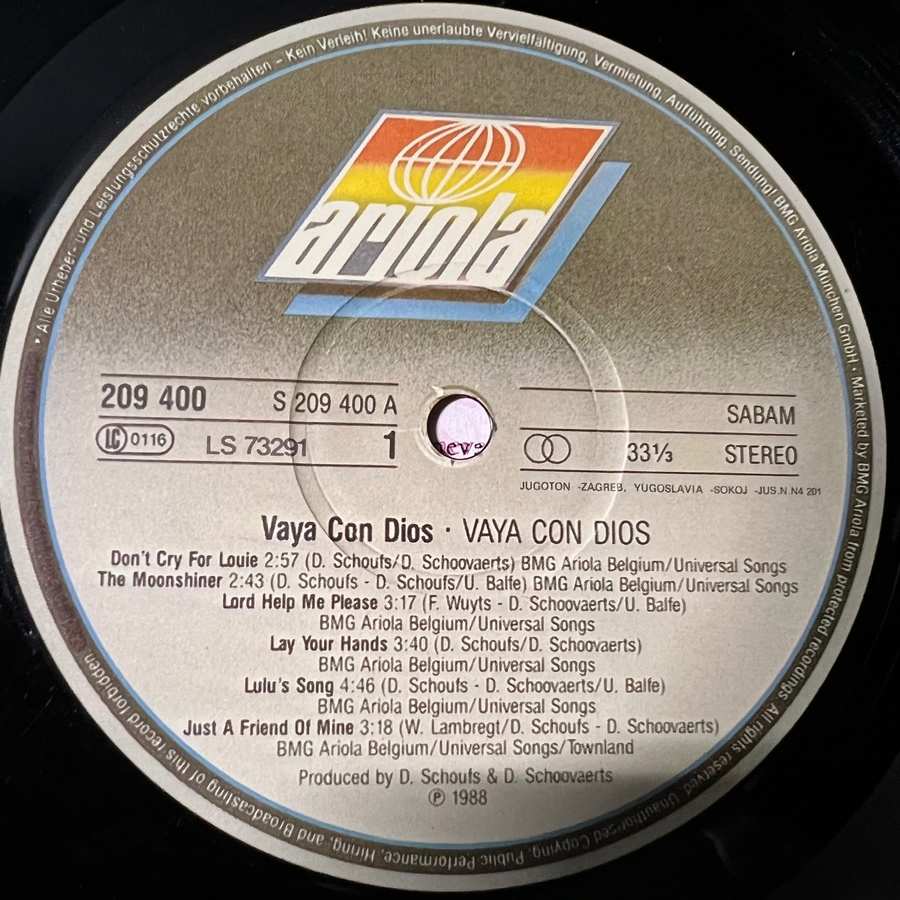 • Alle Urheber- und Leistungsschutzrechte vorbehalten – Kein Verleih! Keine unerlaubte Vervielfältigung, Vermietung, Aufführung, Sendung! BMG Ariola München GmbH • Marketed by BMG Ariola from protected recordings. All rights reserved. Unauthorized Copying, Public Performance, Hiring, and Broadcasting of this record forbidden.
ariola
209 400 S 209 400 A
LC 0116 LS 73291 1
SABAM
33⅓ STEREO
JUGOTON -ZAGREB, YUGOSLAVIA -SOKOJ -JUS.N.N4 201
Vaya Con Dios · VAYA CON DIOS
Don't Cry For Louie 2:57 (D. Schoufs/D. Schoovaerts) BMG Ariola Belgium/Universal Songs
The Moonshiner 2:43 (D. Schoufs - D. Schoufs/U. Balfe) BMG Ariola Belgium/Universal Songs
Lord Help Me Please 3:17 (F. Wuyts - D. Schoovaerts/U. Balfe)
BMG Ariola Belgium/Universal Songs
Lay Your Hands 3:40 (D. Schoufs/D. Schoovaerts)
BMG Ariola Belgium/Universal Songs
Lulu's Song 4:46 (D. Schoufs - D. Schoovaerts/U. Balfe)
BMG Ariola Belgium/Universal Songs
Just A Friend Of Mine 3:18 (W. Lambregt/D. Schoufs - D. Schoovaerts)
BMG Ariola Belgium/Universal Songs/Townland
Produced by D. Schoufs & D. Schoovaerts
℗ 1988